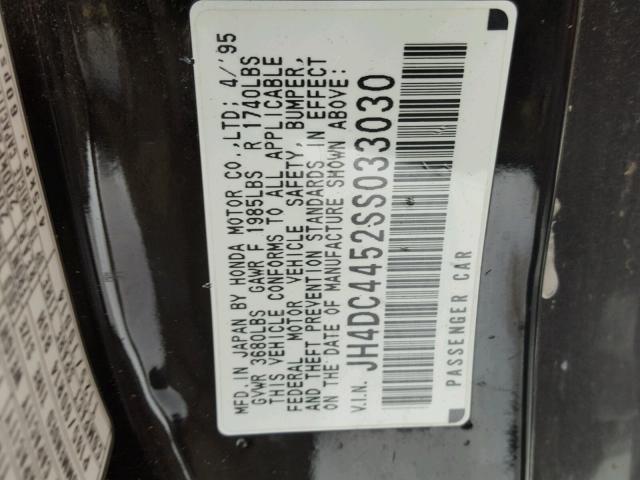 MFD.IN JAPAN BY HONDA MOTOR CO.,LTD; 4/'95
GVWR 3680LBS GAWR F 1985LBS R 1740LBS
THIS VEHICLE CONFORMS TO ALL APPLICABLE
FEDERAL MOTOR VEHICLE SAFETY, BUMPER,
AND THEFT PREVENTION STANDARDS IN EFFECT
ON THE DATE OF MANUFACTURE SHOWN ABOVE:
V.I.N. JH4DC4452SS033030
PASSENGER CAR